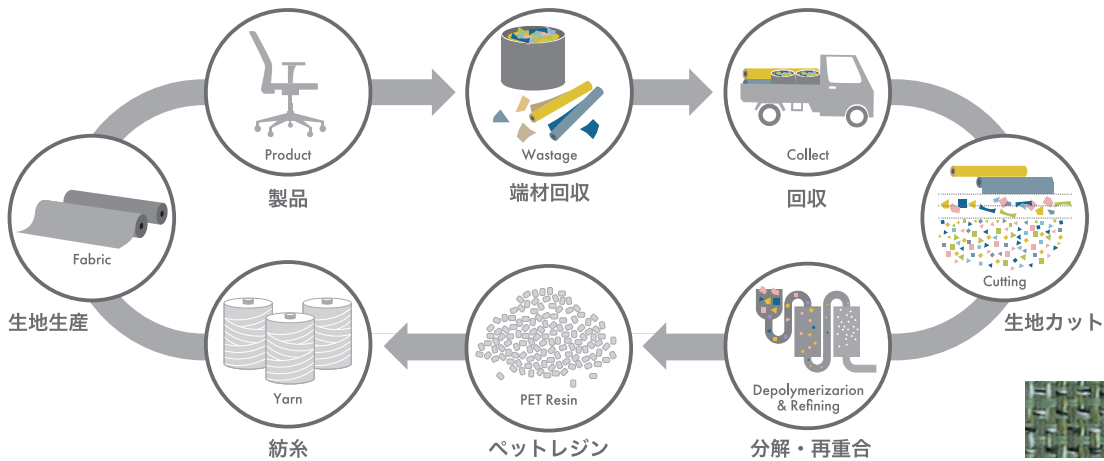 Product
製品
Wastage
端材回収
Collect
回収
Cutting
生地カット
Depolymerizarion
& Refining
分解・再重合
PET Resin
ペットレジン
Yarn
紡糸
Fabric
生地生産